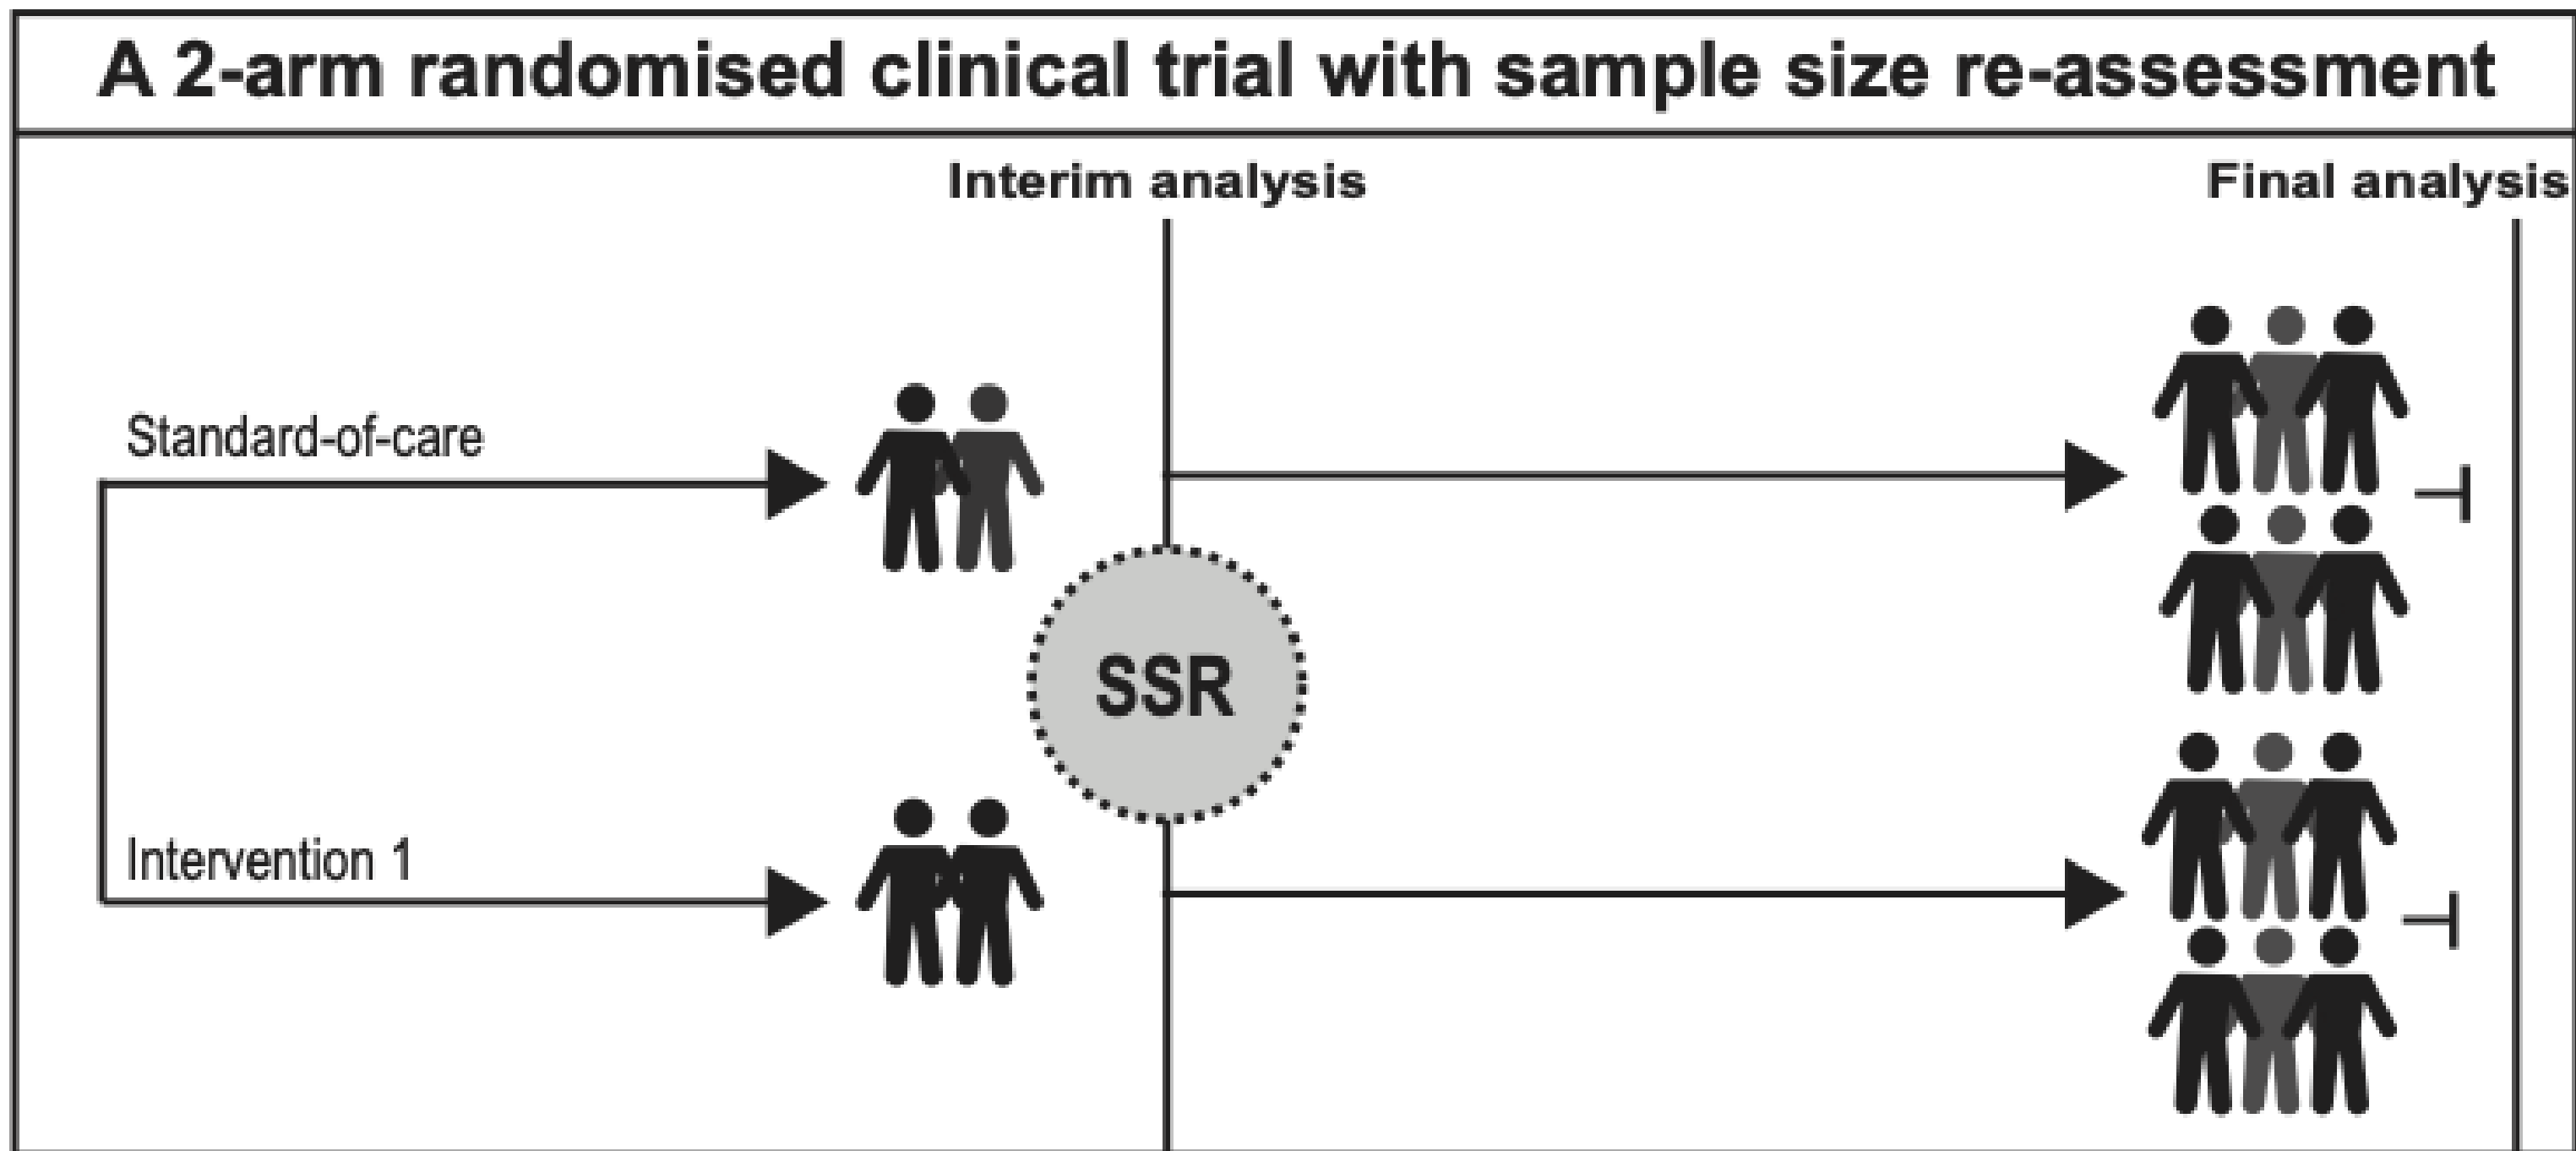 A 2-arm randomised clinical trial with sample size re-assessment
Interim analysis
Final analysis
Standard-of-care
SSR
Intervention 1